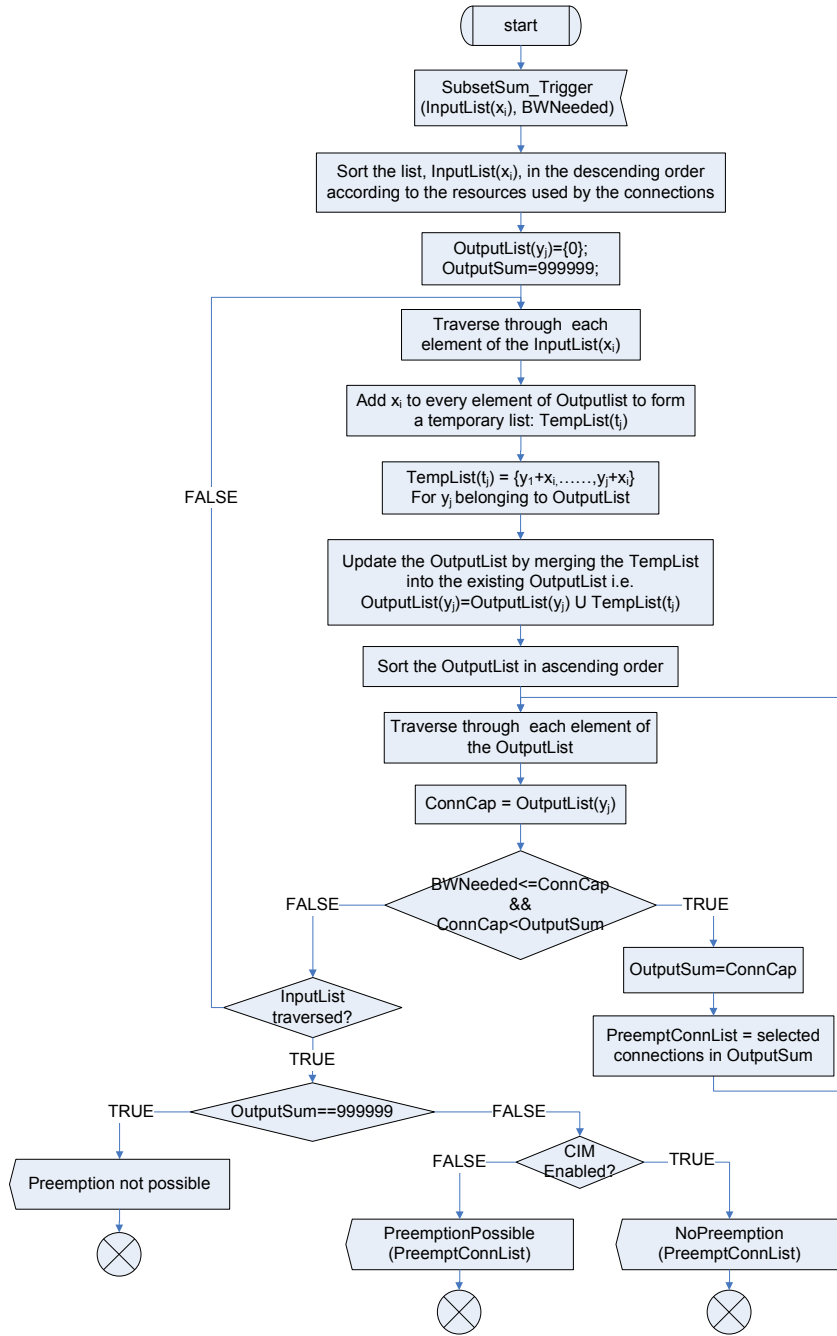 start
SubsetSum_Trigger
(InputList(xᵢ), BWNeeded)
Sort the list, InputList(xᵢ), in the descending order
according to the resources used by the connections
OutputList(yⱼ)={0};
OutputSum=999999;
Traverse through each
element of the InputList(xᵢ)
Add xᵢ to every element of Outputlist to form
a temporary list: TempList(tⱼ)
TempList(tⱼ) = {y₁+xᵢ,……,yⱼ+xᵢ}
For yⱼ belonging to OutputList
FALSE
Update the OutputList by merging the TempList
into the existing OutputList i.e.
OutputList(yⱼ)=OutputList(yⱼ) U TempList(tⱼ)
Sort the OutputList in ascending order
Traverse through each element of
the OutputList
ConnCap = OutputList(yⱼ)
BWNeeded<=ConnCap
&&
ConnCap<OutputSum
FALSE
TRUE
OutputSum=ConnCap
InputList
traversed?
PreemptConnList = selected
connections in OutputSum
TRUE
OutputSum==999999
TRUE
FALSE
CIM
Enabled?
FALSE
TRUE
Preemption not possible
PreemptionPossible
(PreemptConnList)
NoPreemption
(PreemptConnList)